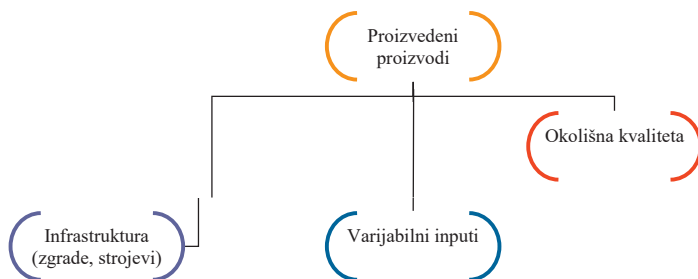 Proizvedeni
proizvodi
Okolišna kvaliteta
Infrastruktura
(zgrade, strojevi)
Varijabilni inputi